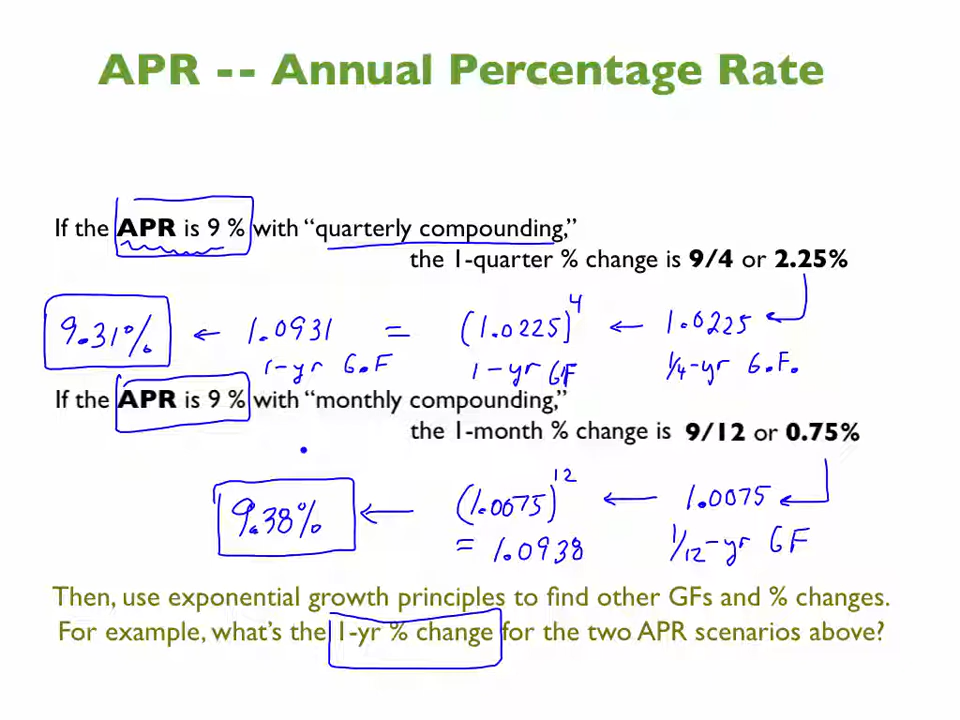 APR -- Annual Percentage Rate
If the APR is 9 % with “quarterly compounding,”
the 1-quarter % change is 9/4 or 2.25%
9.31% ← 1.0931 = (1.0225)^4 ← 1.0225
1-yr G.F 1-yr GF 1/4-yr G.F.
If the APR is 9 % with “monthly compounding,”
the 1-month % change is 9/12 or 0.75%
9.38% ← (1.0075)^12 ← 1.0075
= 1.0938 1/12-yr GF
Then, use exponential growth principles to find other GFs and % changes.
For example, what’s the 1-yr % change for the two APR scenarios above?